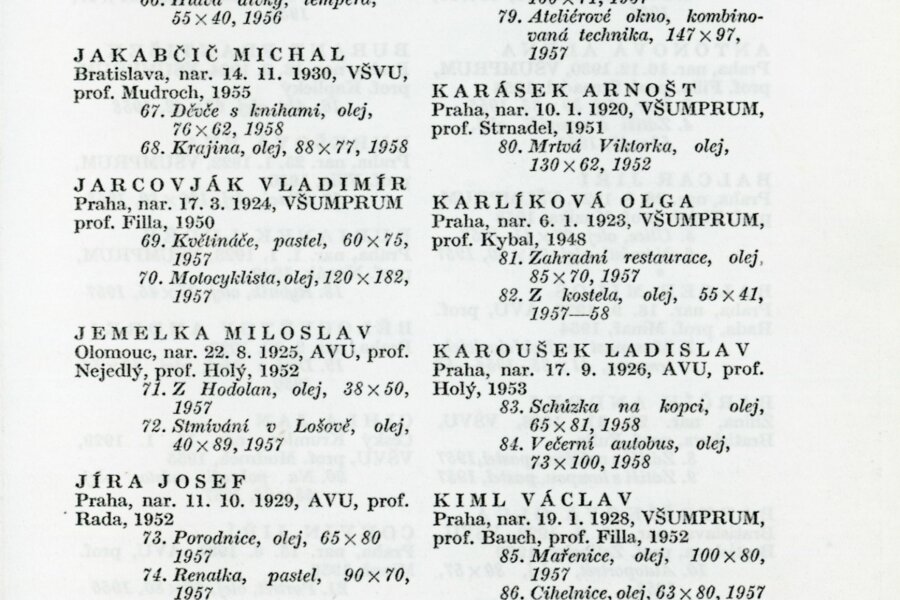 66. Hlava dívky, tempera,
55 × 40, 1956
JAKABČIČ MICHAL
Bratislava, nar. 14. 11. 1930, VŠVU,
prof. Mudroch, 1955
67. Děvče s knihami, olej,
76 × 62, 1958
68. Krajina, olej, 88 × 77, 1958
JARCOVJÁK VLADIMÍR
Praha, nar. 17. 3. 1924, VŠUMPRUM
prof. Filla, 1950
69. Květináče, pastel, 60 × 75,
1957
70. Motocyklista, olej, 120 × 182,
1957
JEMELKA MILOSLAV
Olomouc, nar. 22. 8. 1925, AVU, prof.
Nejedlý, prof. Holý, 1952
71. Z Hodolan, olej, 38 × 50,
1957
72. Stmívání v Lošově, olej,
40 × 89, 1957
JÍRA JOSEF
Praha, nar. 11. 10. 1929, AVU, prof.
Rada, 1952
73. Porodnice, olej, 65 × 80
1957
74. Renatka, pastel, 90 × 70,
1957
79. Ateliérové okno, kombino-
vaná technika, 147 × 97,
1957
KARÁSEK ARNOŠT
Praha, nar. 10. 1. 1920, VŠUMPRUM,
prof. Strnadel, 1951
80. Mrtvá Viktorka, olej,
130 × 62, 1952
KARLÍKOVÁ OLGA
Praha, nar. 6. 1. 1923, VŠUMPRUM,
prof. Kybal, 1948
81. Zahradní restaurace, olej,
85 × 70, 1957
82. Z kostela, olej, 55 × 41,
1957—58
KAROUŠEK LADISLAV
Praha, nar. 17. 9. 1926, AVU, prof.
Holý, 1953
83. Schůzka na kopci, olej,
65 × 81, 1958
84. Večerní autobus, olej,
73 × 100, 1958
KIML VÁCLAV
Praha, nar. 19. 1. 1928, VŠUMPRUM,
prof. Bauch, prof. Filla, 1952
85. Mařenice, olej, 100 × 80,
1957
86. Cihelnice, olej, 63 × 80, 1957